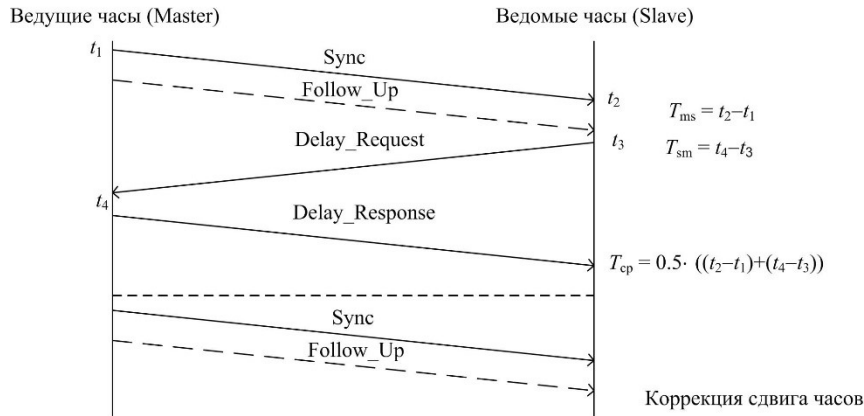 Ведущие часы (Master)
Ведомые часы (Slave)
t1
Sync
Follow_Up
t2
Tms = t2–t1
Delay_Request
t3
Tsm = t4–t3
t4
Delay_Response
Tср = 0.5· ((t2–t1)+(t4–t3))
Sync
Follow_Up
Коррекция сдвига часов